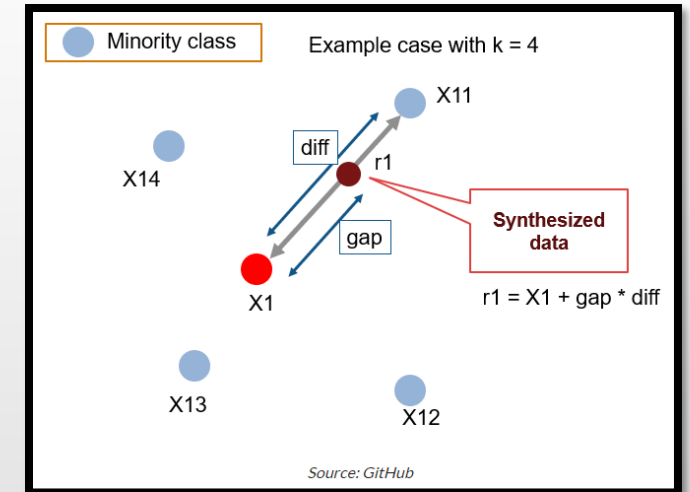 Minority class
Example case with k = 4
X11
diff
r1
X14
Synthesized
data
gap
r1 = X1 + gap * diff
X1
X13
X12
Source: GitHub